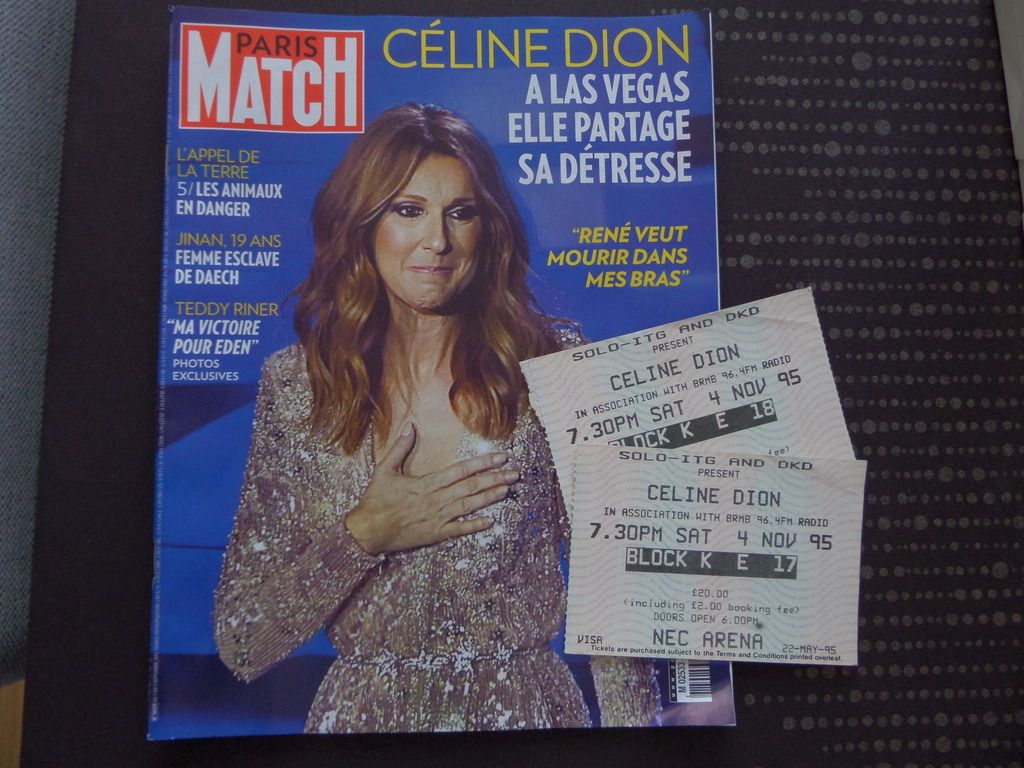 PARIS
MATCH
CÉLINE DION
A LAS VEGAS
ELLE PARTAGE
SA DÉTRESSE
L'APPEL DE
LA TERRE
5/ LES ANIMAUX
EN DANGER
JINAN, 19 ANS
FEMME ESCLAVE
DE DAECH
TEDDY RINER
"MA VICTOIRE
POUR EDEN"
PHOTOS
EXCLUSIVES
"RENÉ VEUT
MOURIR DANS
MES BRAS"
SOLO-ITG AND DKD
PRESENT
CELINE DION
IN ASSOCIATION WITH BRMB 96.4FM RADIO
7.30PM SAT 4 NOV 95
BLOCK K E 18
fee)
SOLO-ITG AND DKD
PRESENT
CELINE DION
IN ASSOCIATION WITH BRMB 96.4FM RADIO
7.30PM SAT 4 NOV 95
BLOCK K E 17
£20.00
(including £2.00 booking fee)
DOORS OPEN 6.00PM
VISA NEC ARENA 22-MAY-95
Tickets are purchased subject to the Terms and Conditions printed overleaf.
M 02533